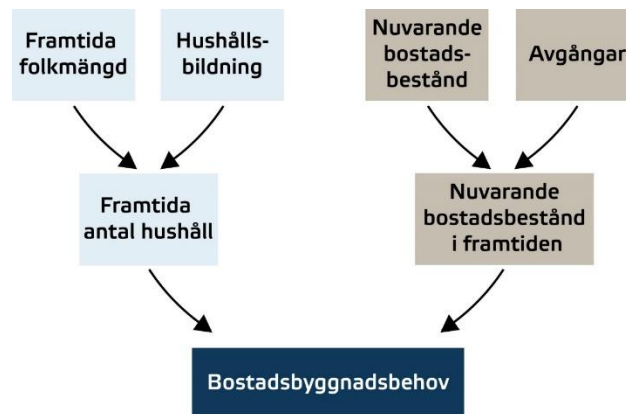 Framtida
folkmängd
Hushålls-
bildning
Nuvarande
bostads-
bestånd
Avgångar
Framtida
antal hushåll
Nuvarande
bostadsbestånd
i framtiden
Bostadsbyggnadsbehov